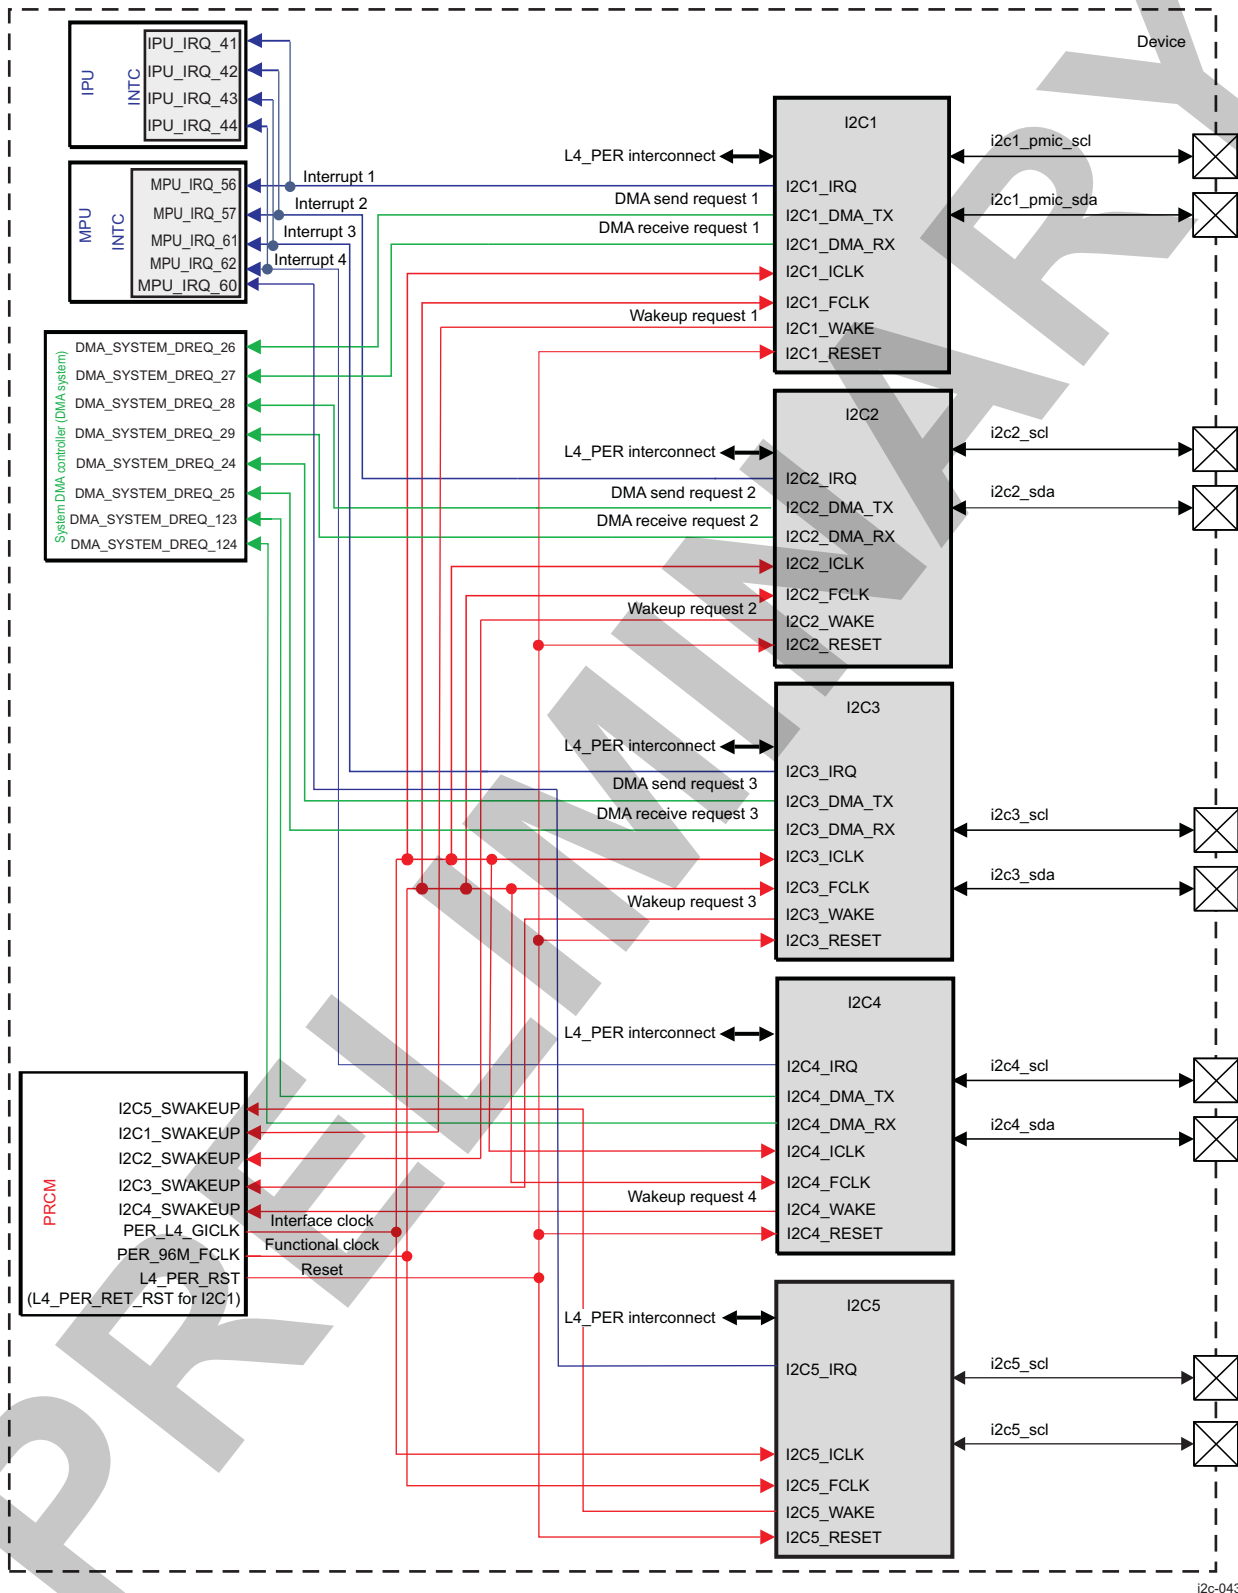 Device
IPU
INTC
IPU_IRQ_41
IPU_IRQ_42
IPU_IRQ_43
IPU_IRQ_44
MPU
INTC
MPU_IRQ_56
MPU_IRQ_57
MPU_IRQ_61
MPU_IRQ_62
MPU_IRQ_60
Interrupt 1
Interrupt 2
Interrupt 3
Interrupt 4
System DMA controller (DMA system)
DMA_SYSTEM_DREQ_26
DMA_SYSTEM_DREQ_27
DMA_SYSTEM_DREQ_28
DMA_SYSTEM_DREQ_29
DMA_SYSTEM_DREQ_24
DMA_SYSTEM_DREQ_25
DMA_SYSTEM_DREQ_123
DMA_SYSTEM_DREQ_124
I2C1
L4_PER interconnect
I2C1_IRQ
DMA send request 1
I2C1_DMA_TX
DMA receive request 1
I2C1_DMA_RX
I2C1_ICLK
I2C1_FCLK
Wakeup request 1
I2C1_WAKE
I2C1_RESET
i2c1_pmic_scl
i2c1_pmic_sda
I2C2
L4_PER interconnect
I2C2_IRQ
DMA send request 2
I2C2_DMA_TX
DMA receive request 2
I2C2_DMA_RX
I2C2_ICLK
I2C2_FCLK
Wakeup request 2
I2C2_WAKE
I2C2_RESET
i2c2_scl
i2c2_sda
I2C3
L4_PER interconnect
I2C3_IRQ
DMA send request 3
I2C3_DMA_TX
DMA receive request 3
I2C3_DMA_RX
I2C3_ICLK
I2C3_FCLK
Wakeup request 3
I2C3_WAKE
I2C3_RESET
i2c3_scl
i2c3_sda
I2C4
L4_PER interconnect
I2C4_IRQ
I2C4_DMA_TX
I2C4_DMA_RX
I2C4_ICLK
I2C4_FCLK
Wakeup request 4
I2C4_WAKE
I2C4_RESET
i2c4_scl
i2c4_sda
PRCM
I2C5_SWAKEUP
I2C1_SWAKEUP
I2C2_SWAKEUP
I2C3_SWAKEUP
I2C4_SWAKEUP
PER_L4_GICLK
PER_96M_FCLK
L4_PER_RST
(L4_PER_RET_RST for I2C1)
Interface clock
Functional clock
Reset
I2C5
L4_PER interconnect
I2C5_IRQ
I2C5_ICLK
I2C5_FCLK
I2C5_WAKE
I2C5_RESET
i2c5_scl
i2c5_scl
i2c-043
PRELIMINARY